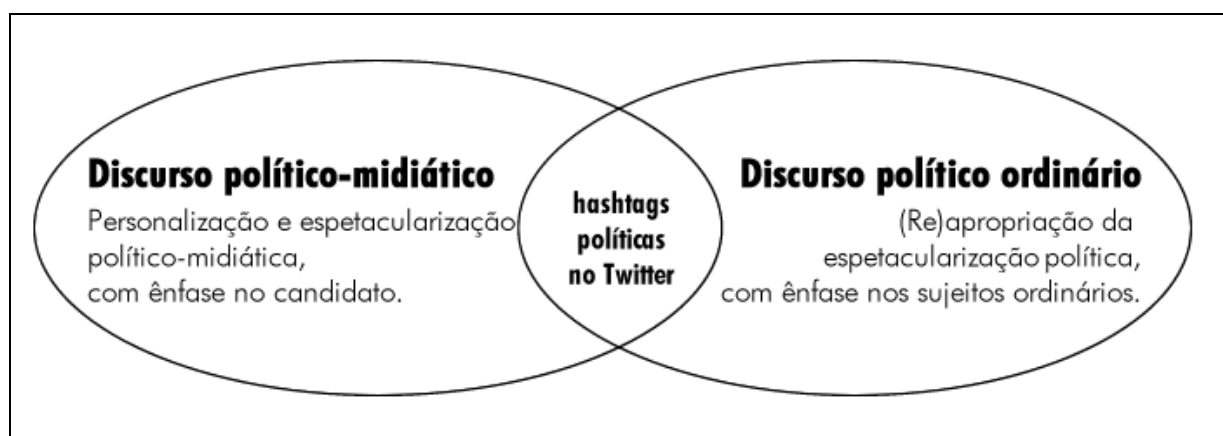 Discurso político-midiático
Personalização e espetacularização
político-midiática,
com ênfase no candidato.
hashtags
políticas
no Twitter
Discurso político ordinário
(Re)apropriação da
espetacularização política,
com ênfase nos sujeitos ordinários.